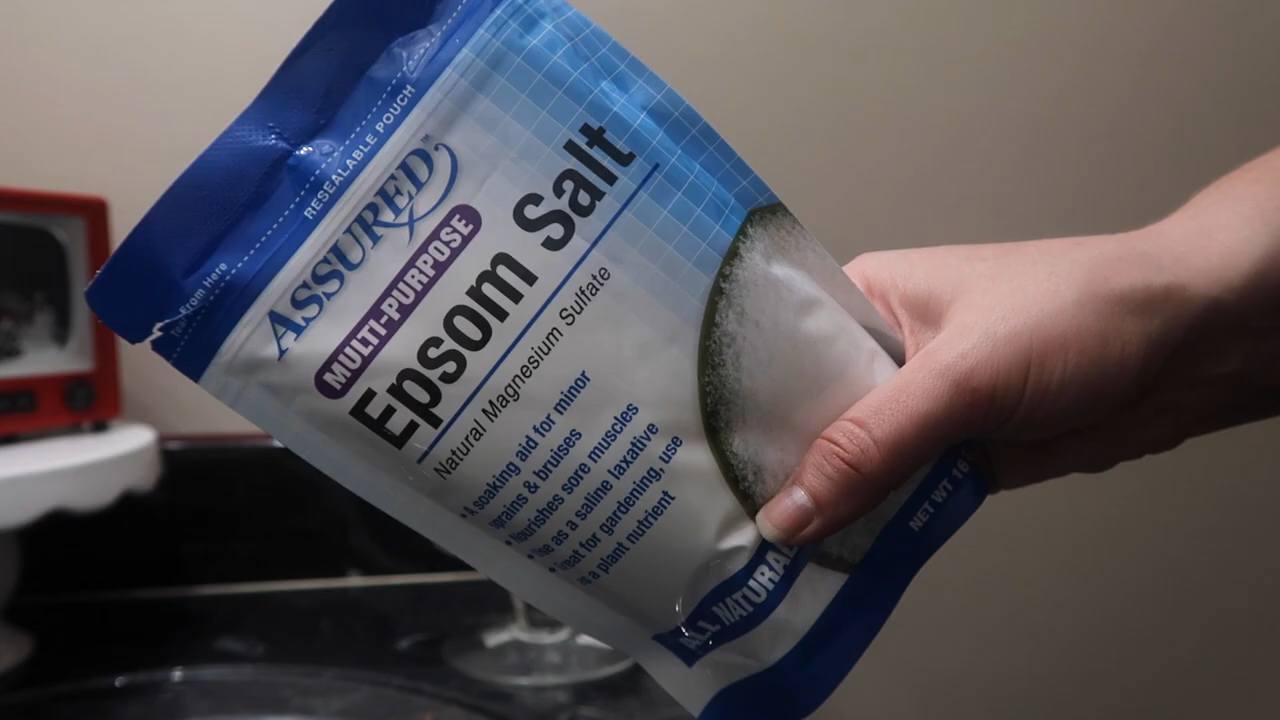 Tear From Here
RESEALABLE POUCH
ASSURED™
MULTI-PURPOSE
Epsom Salt
Natural Magnesium Sulfate
• A soaking aid for minor
sprains & bruises
• Nourishes sore muscles
• Use as a saline laxative
• Great for gardening, use
as a plant nutrient
ALL NATURAL
NET WT 16